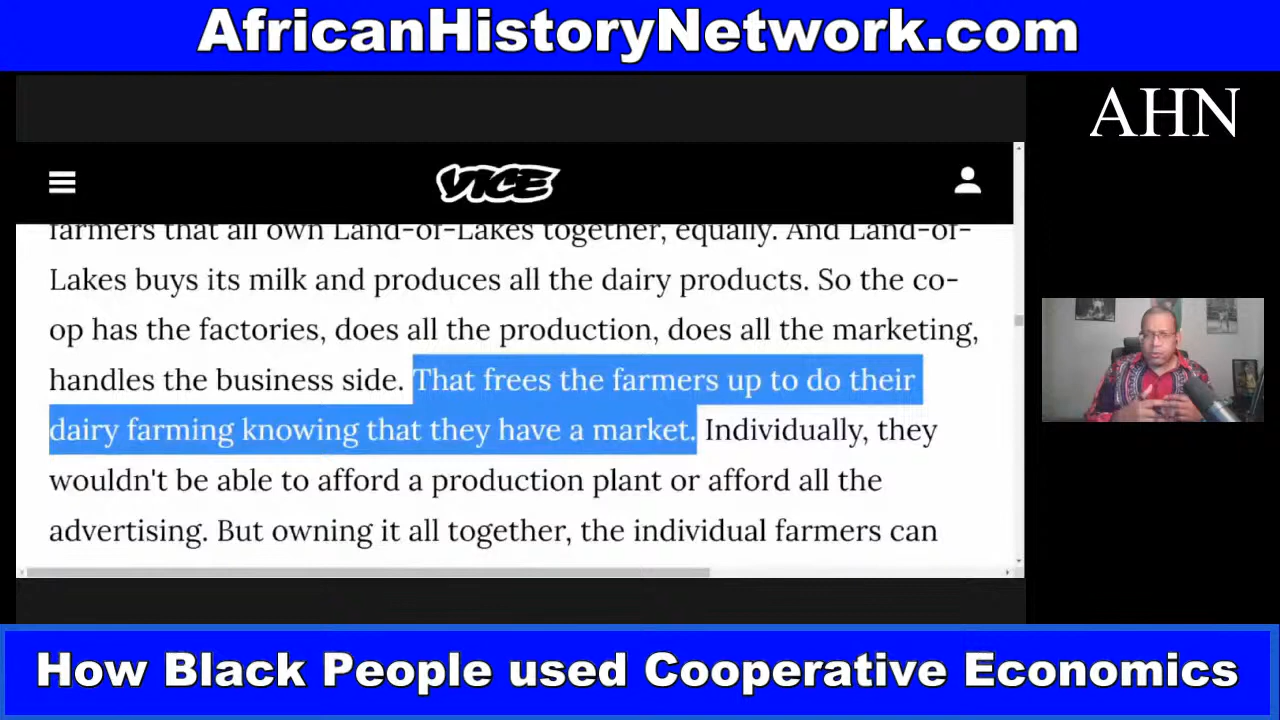 AfricanHistoryNetwork.com
AHN
VICE
farmers that all own Land-of-Lakes together, equally. And Land-of-
Lakes buys its milk and produces all the dairy products. So the co-
op has the factories, does all the production, does all the marketing,
handles the business side. That frees the farmers up to do their
dairy farming knowing that they have a market. Individually, they
wouldn't be able to afford a production plant or afford all the
advertising. But owning it all together, the individual farmers can
How Black People used Cooperative Economics